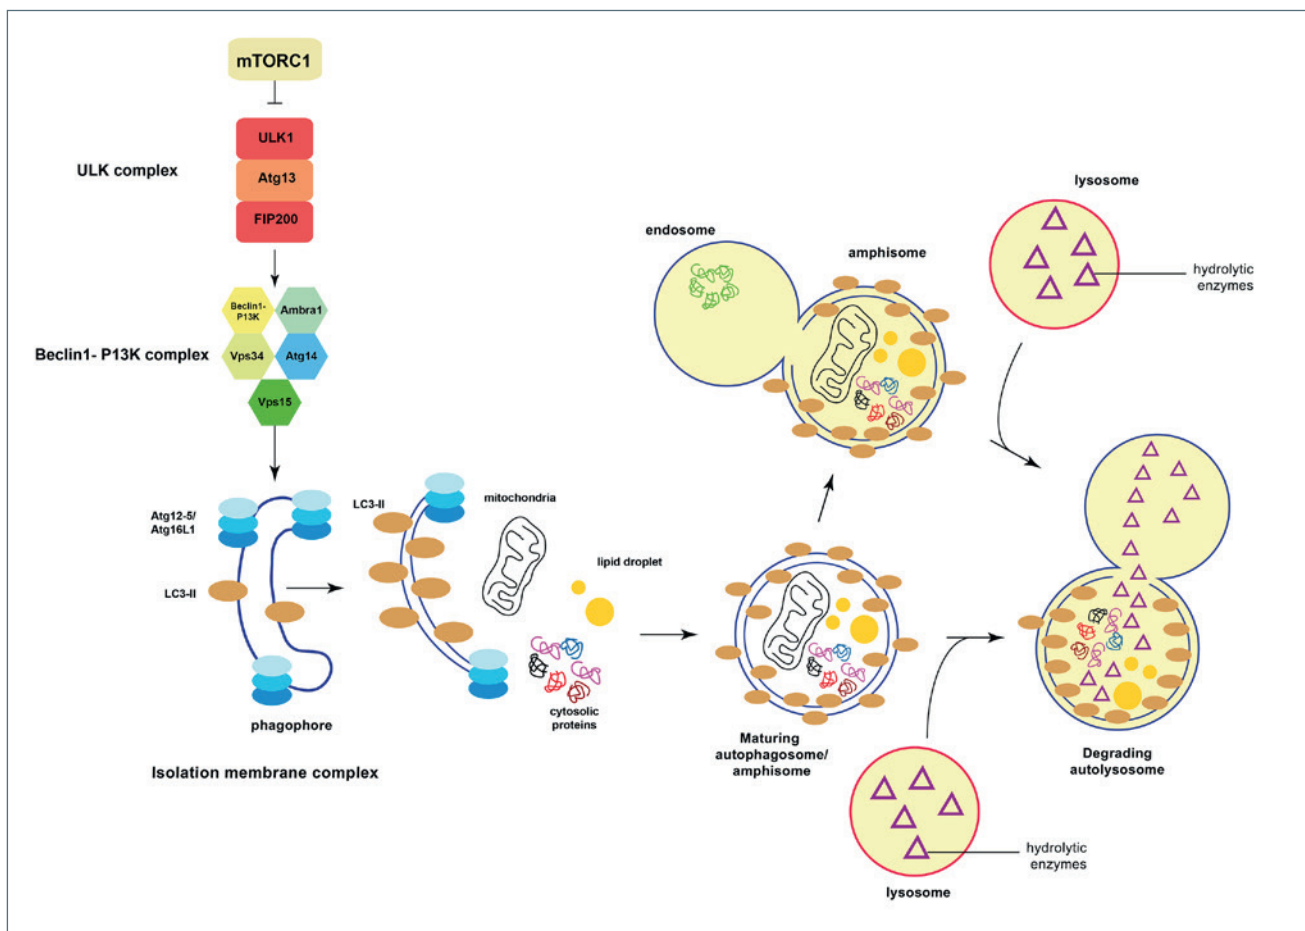 mTORC1
ULK1
Atg13
FIP200
ULK complex
Beclin1-
P13K
Ambra1
Vps34
Atg14
Vps15
Beclin1- P13K complex
Atg12-5/
Atg16L1
LC3-II
phagophore
Isolation membrane complex
LC3-II
mitochondria
lipid droplet
cytosolic
proteins
Maturing
autophagosome/
amphisome
endosome
amphisome
lysosome
hydrolytic
enzymes
Degrading
autolysosome
hydrolytic
enzymes
lysosome